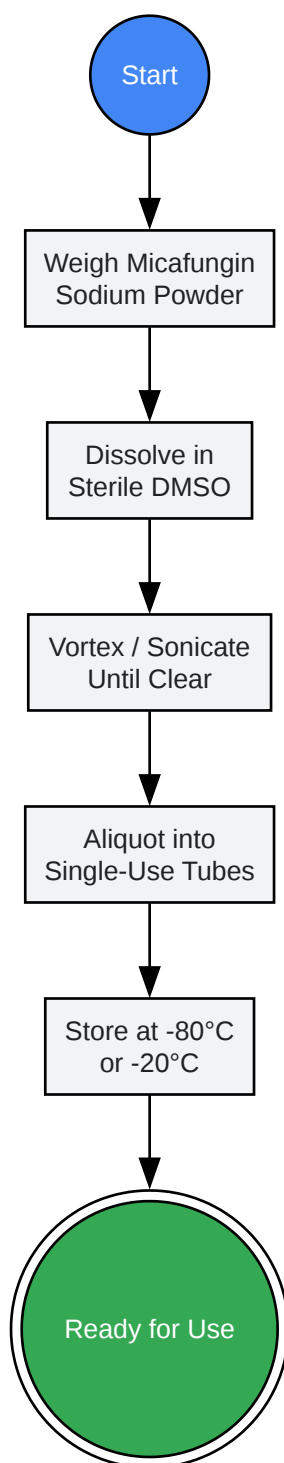 Start
Weigh Micafungin
Sodium Powder
Dissolve in
Sterile DMSO
Vortex / Sonicate
Until Clear
Aliquot into
Single-Use Tubes
Store at -80°C
or -20°C
Ready for Use